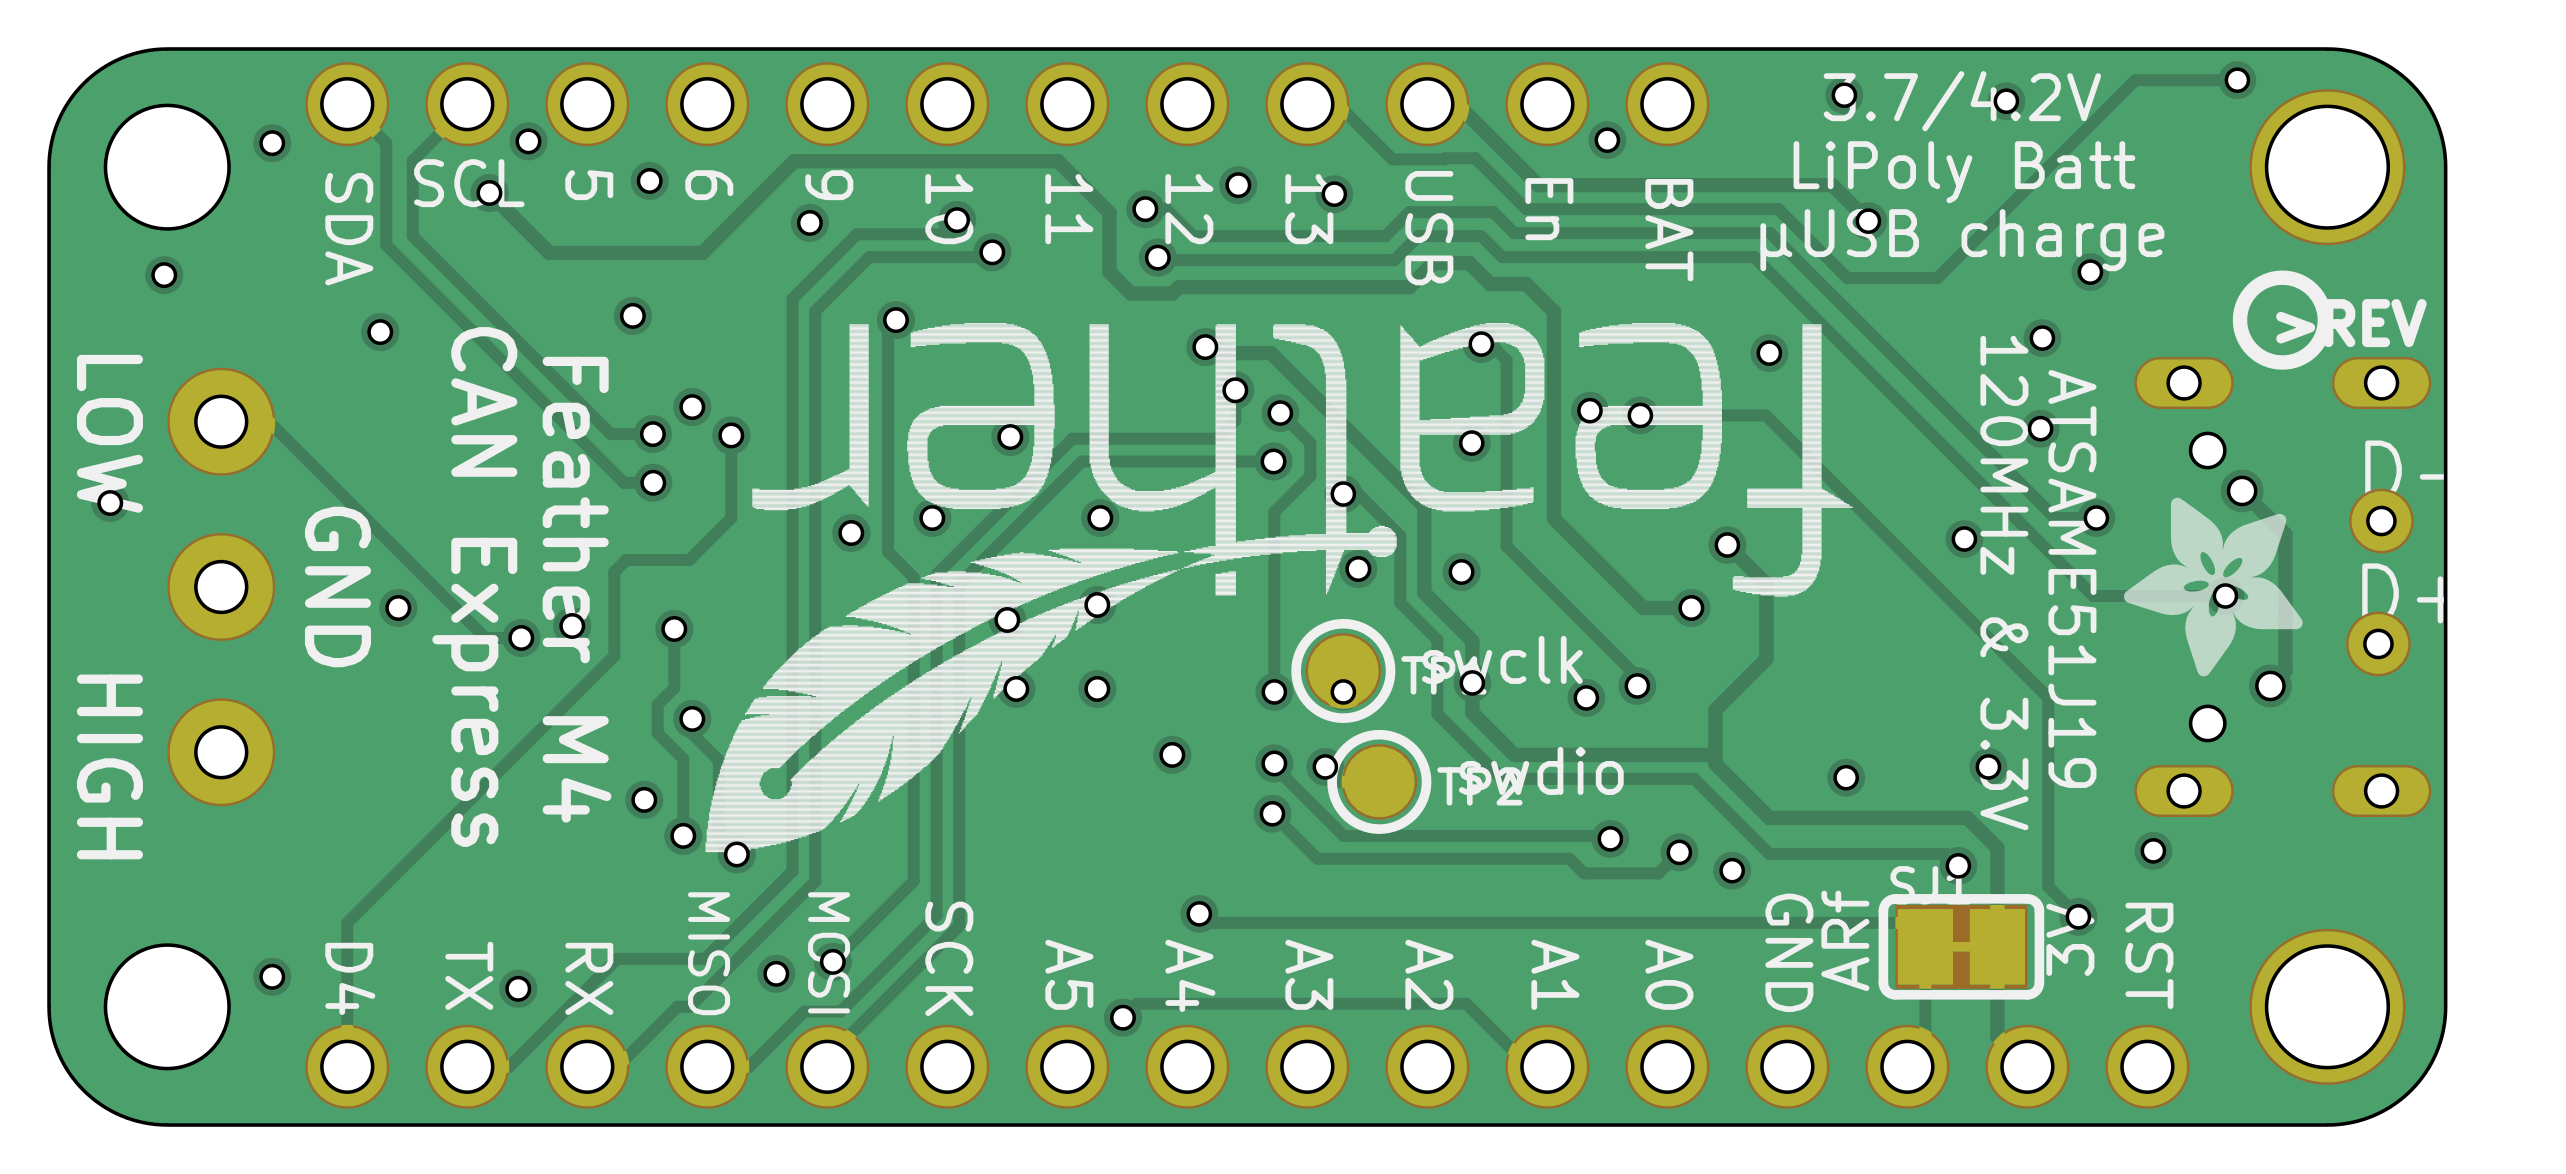 SDA
SCL
5
6
9
10
11
12
13
USB
En
BAT
3.7/4.2V
LiPoly Batt
µUSB charge
>REV
LOW
GND
HIGH
Feather M4
CAN Express
feather
ATSAME51J19
120MHz & 3.3V
D-
D+
swclk
swdio
TP2
D4
TX
RX
MISO
MOSI
SCK
A5
A4
A3
A2
A1
A0
GND
ARf
RST